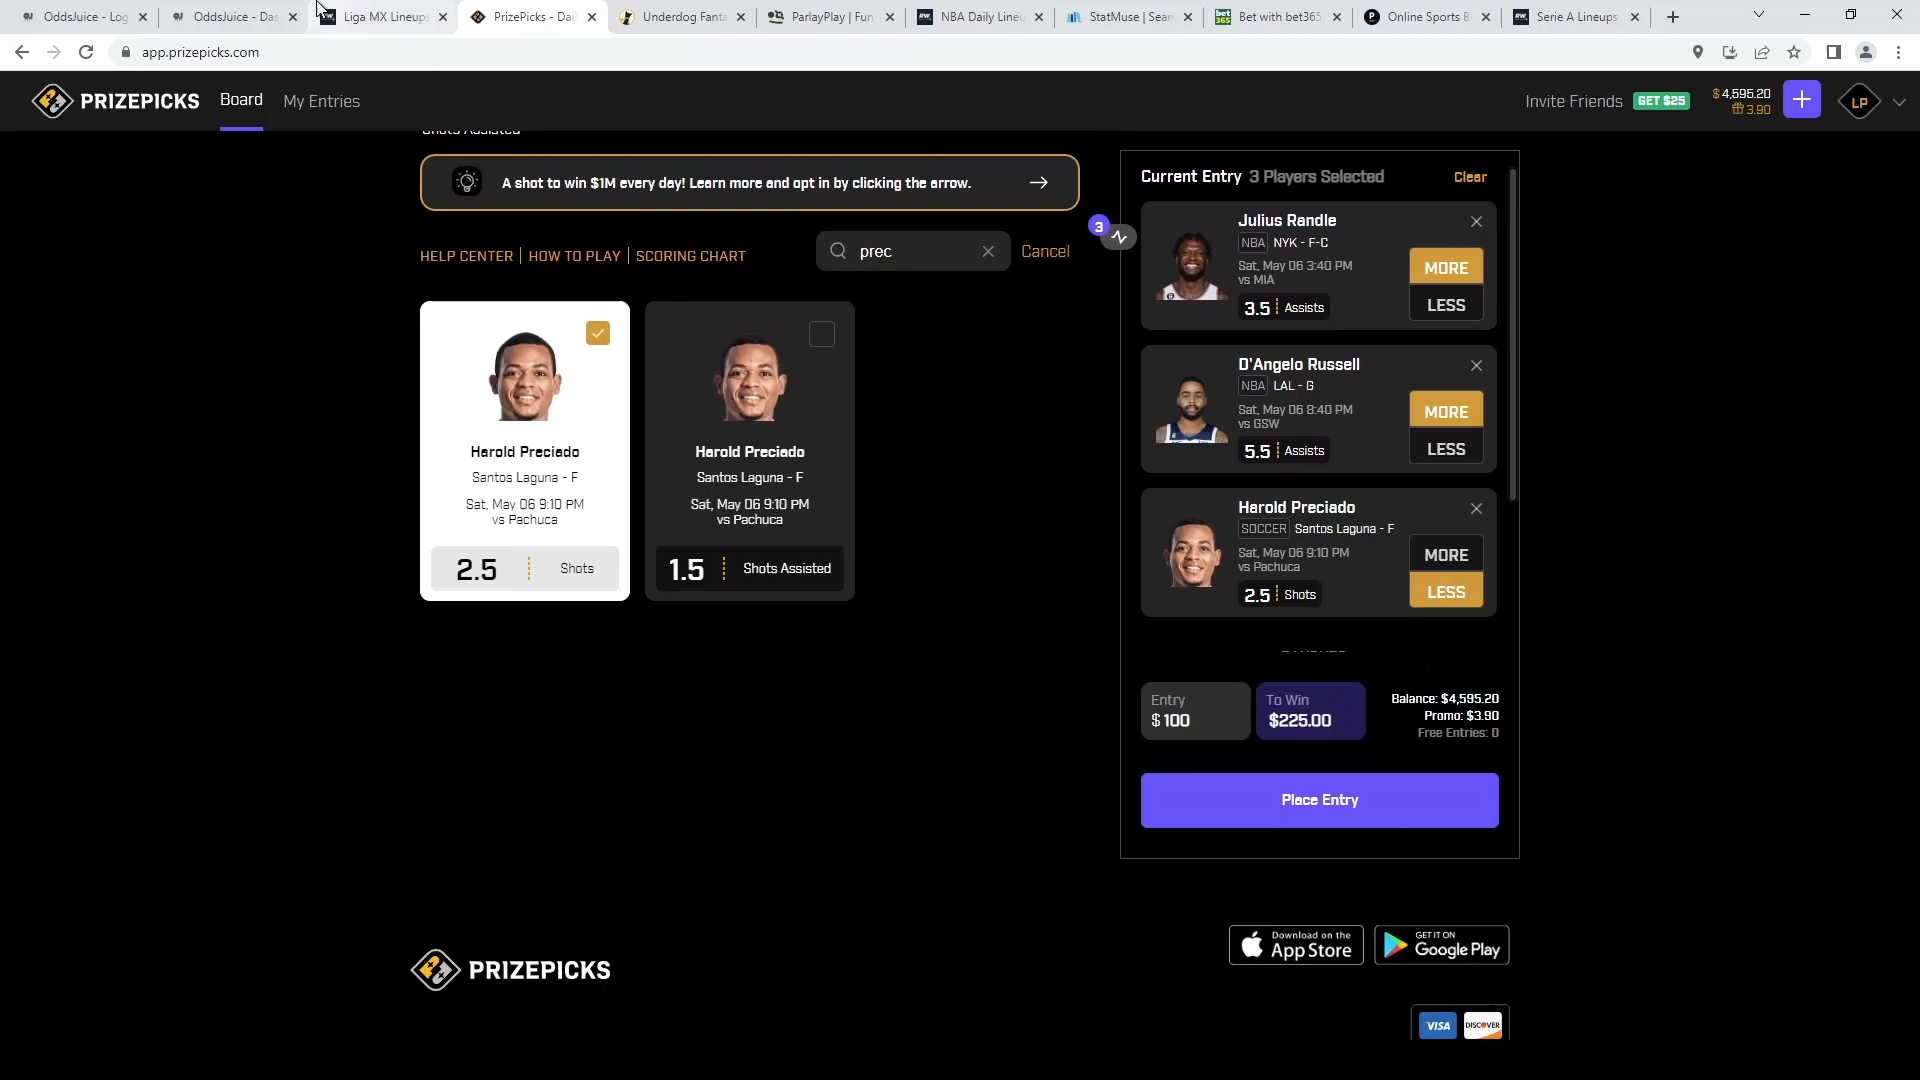 OddsJuice - Log
OddsJuice - Das
Liga MX Lineups
PrizePicks - Dai
Underdog Fanta
ParlayPlay | Fun
NBA Daily Lineu
StatMuse | Sear
Bet with bet365
Online Sports B
Serie A Lineups
app.prizepicks.com
PRIZEPICKS
Board
My Entries
Invite Friends
GET $25
$ 4,595.20
3.90
LP
Shots Assisted
A shot to win $1M every day! Learn more and opt in by clicking the arrow.
HELP CENTER
HOW TO PLAY
SCORING CHART
prec
Cancel
Harold Preciado
Santos Laguna - F
Sat, May 06 9:10 PM
vs Pachuca
2.5 Shots
Harold Preciado
Santos Laguna - F
Sat, May 06 9:10 PM
vs Pachuca
1.5 Shots Assisted
3
Current Entry 3 Players Selected
Clear
Julius Randle
NBA NYK - F-C
Sat, May 06 3:40 PM
vs MIA
3.5 Assists
MORE
LESS
D'Angelo Russell
NBA LAL - G
Sat, May 06 8:40 PM
vs GSW
5.5 Assists
MORE
LESS
Harold Preciado
SOCCER Santos Laguna - F
Sat, May 06 9:10 PM
vs Pachuca
2.5 Shots
MORE
LESS
Entry
$ 100
To Win
$225.00
Balance: $4,595.20
Promo: $3.90
Free Entries: 0
Place Entry
PRIZEPICKS
Download on the
App Store
GET IT ON
Google Play
VISA
DISCOVER